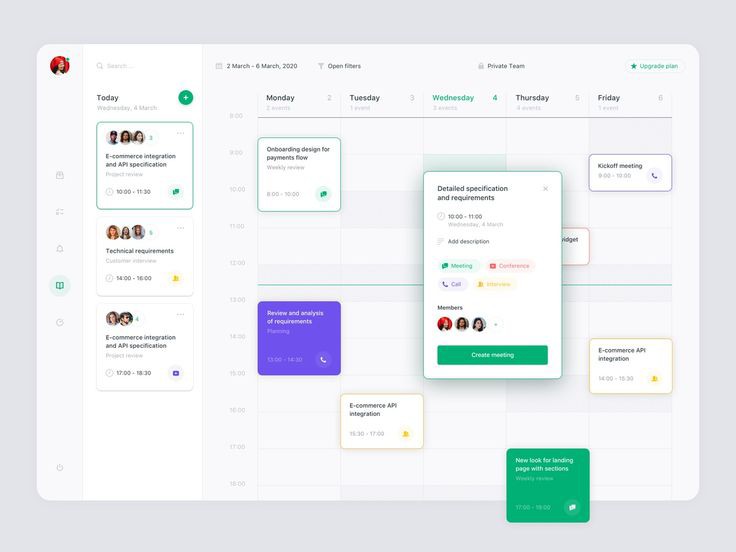 Search ...
2 March - 6 March, 2020
Open filters
Private Team
Upgrade plan
Today
Wednesday, 4 March
+
3
E-commerce integration
and API specification
Project review
10:00 - 11:30
5
Technical requirements
Customer interview
14:00 - 16:00
4
E-commerce integration
and API specification
Project review
17:00 - 18:30
Monday 2
2 events
Tuesday 3
1 event
Wednesday 4
3 events
Thursday 5
4 events
Friday 6
1 event
8:00
9:00
10:00
11:00
12:00
13:00
14:00
15:00
16:00
17:00
18:00
Onboarding design for
payments flow
Weekly review
8:00 - 10:00
Review and analysis
of requirements
Planning
13:00 - 14:30
E-commerce API
integration
15:30 - 17:00
Detailed specification
and requirements
10:00 - 11:00
Wednesday, 4 March
Add description
Meeting
Conference
Call
Interview
Members
+
Create meeting
New look for landing
page with sections
Weekly review
17:00 - 19:00
Kickoff meeting
9:00 - 10:00
E-commerce API
integration
14:00 - 15:30